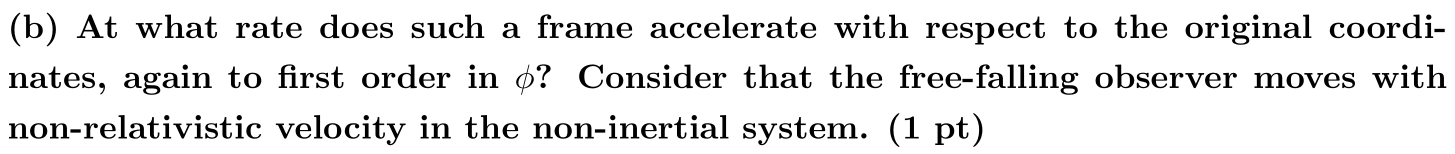 (b) At what rate does such a frame accelerate with respect to the original coordi-
nates, again to first order in ϕ? Consider that the free-falling observer moves with
non-relativistic velocity in the non-inertial system. (1 pt)